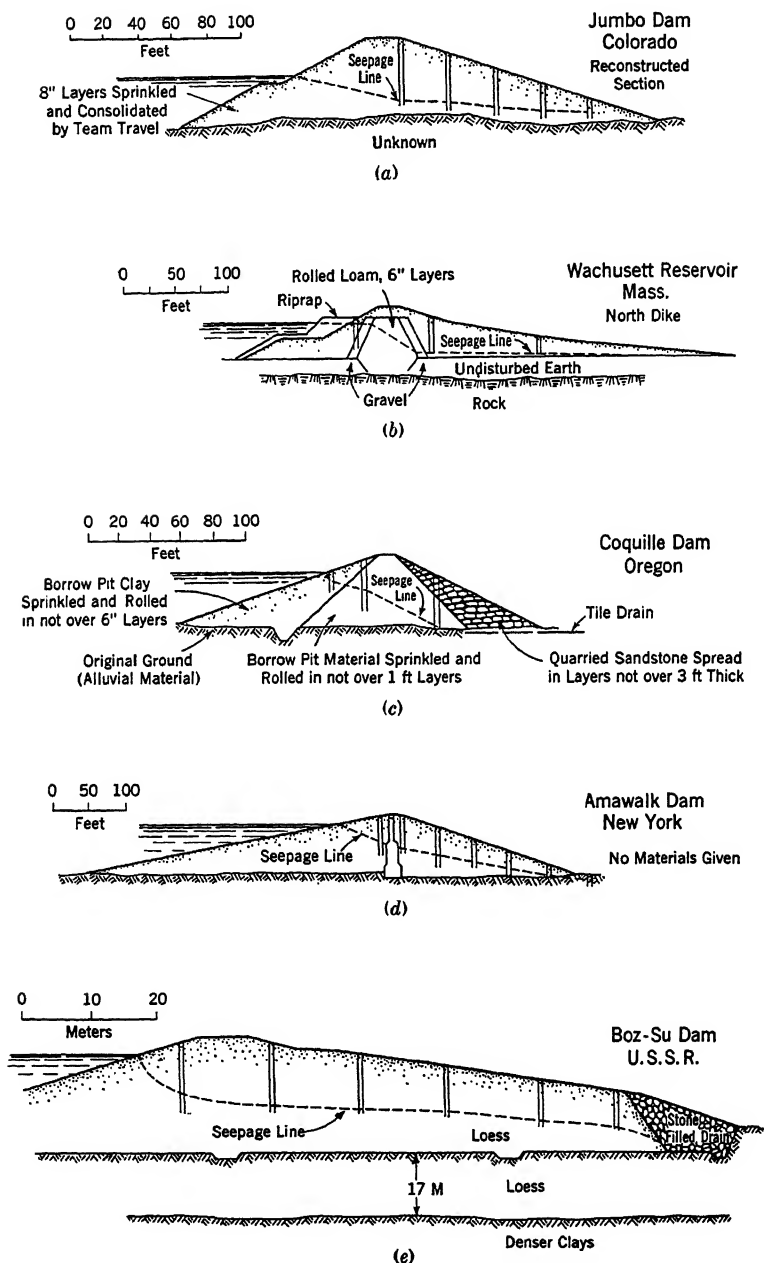 0 20 40 60 80 100
Feet
Jumbo Dam
Colorado
Reconstructed
Section
Seepage
Line
8" Layers Sprinkled
and Consolidated
by Team Travel
Unknown
(a)
0 50 100
Feet
Rolled Loam, 6" Layers
Riprap
Wachusett Reservoir
Mass.
North Dike
Seepage Line
Undisturbed Earth
Gravel
Rock
(b)
0 20 40 60 80 100
Feet
Coquille Dam
Oregon
Borrow Pit Clay
Sprinkled and Rolled
in not over 6" Layers
Seepage
Line
Tile Drain
Original Ground
(Alluvial Material)
Borrow Pit Material Sprinkled and
Rolled in not over 1 ft Layers
Quarried Sandstone Spread
in Layers not over 3 ft Thick
(c)
0 50 100
Feet
Amawalk Dam
New York
Seepage Line
No Materials Given
(d)
0 10 20
Meters
Boz-Su Dam
U.S.S.R.
Seepage Line
Loess
Stone
Filled Drain
17 M
Loess
Denser Clays
(e)